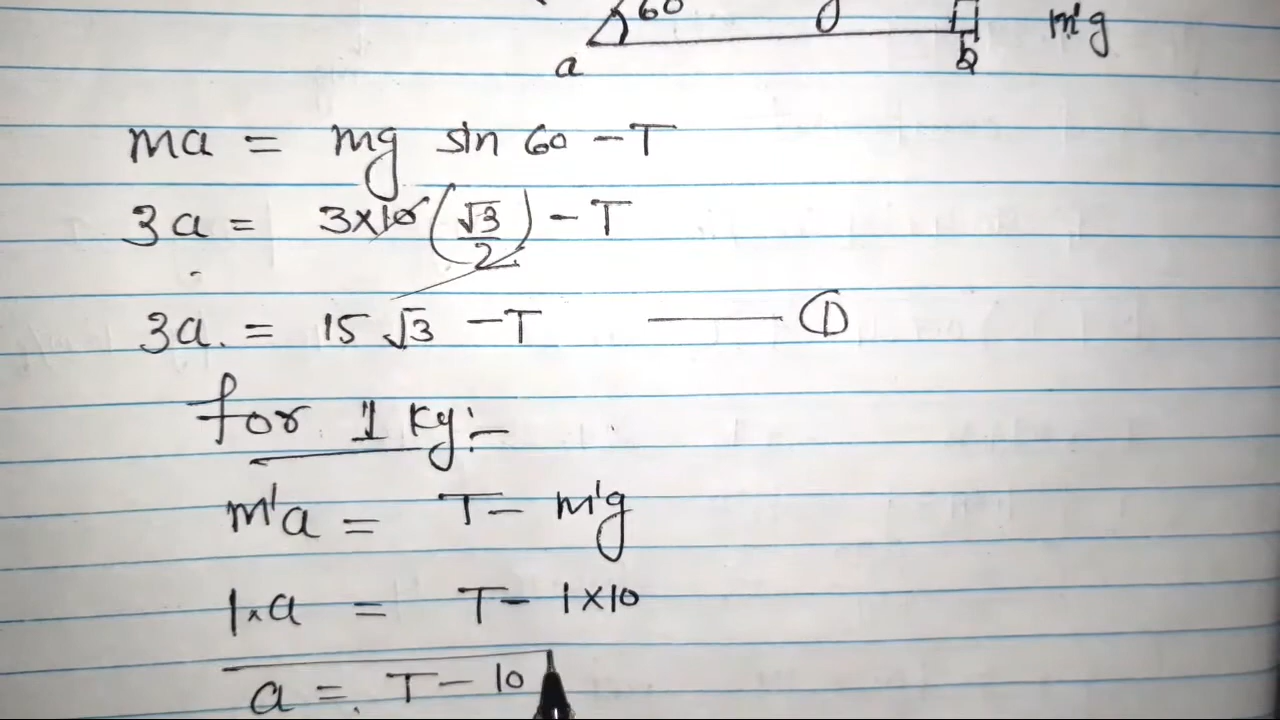 60
m'g
a
b
ma = mg sin 60 - T
3a = 3×10 (√3/2) - T
3a. = 15 √3 - T ——— ①
for 1 kg:-
m'a = T - m'g
1×a = T - 1×10
a = T - 10